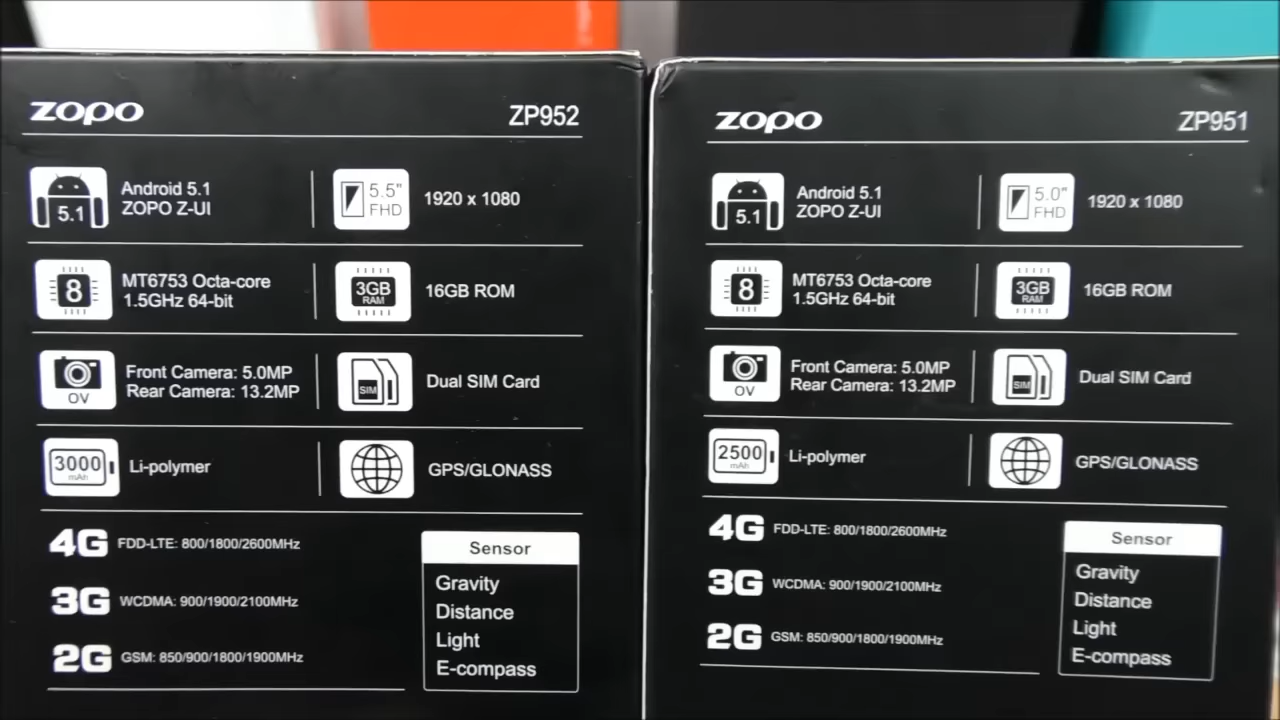 ZOPO
ZP952
5.1
Android 5.1
ZOPO Z-UI
5.5"
FHD
1920 x 1080
8
MT6753 Octa-core
1.5GHz 64-bit
3GB
RAM
16GB ROM
OV
Front Camera: 5.0MP
Rear Camera: 13.2MP
SIM
Dual SIM Card
3000
mAh
Li-polymer
GPS/GLONASS
4G FDD-LTE: 800/1800/2600MHz
3G WCDMA: 900/1900/2100MHz
2G GSM: 850/900/1800/1900MHz
Sensor
Gravity
Distance
Light
E-compass
ZOPO
ZP951
5.1
Android 5.1
ZOPO Z-UI
5.0"
FHD
1920 x 1080
8
MT6753 Octa-core
1.5GHz 64-bit
3GB
RAM
16GB ROM
OV
Front Camera: 5.0MP
Rear Camera: 13.2MP
SIM
Dual SIM Card
2500
mAh
Li-polymer
GPS/GLONASS
4G FDD-LTE: 800/1800/2600MHz
3G WCDMA: 900/1900/2100MHz
2G GSM: 850/900/1800/1900MHz
Sensor
Gravity
Distance
Light
E-compass